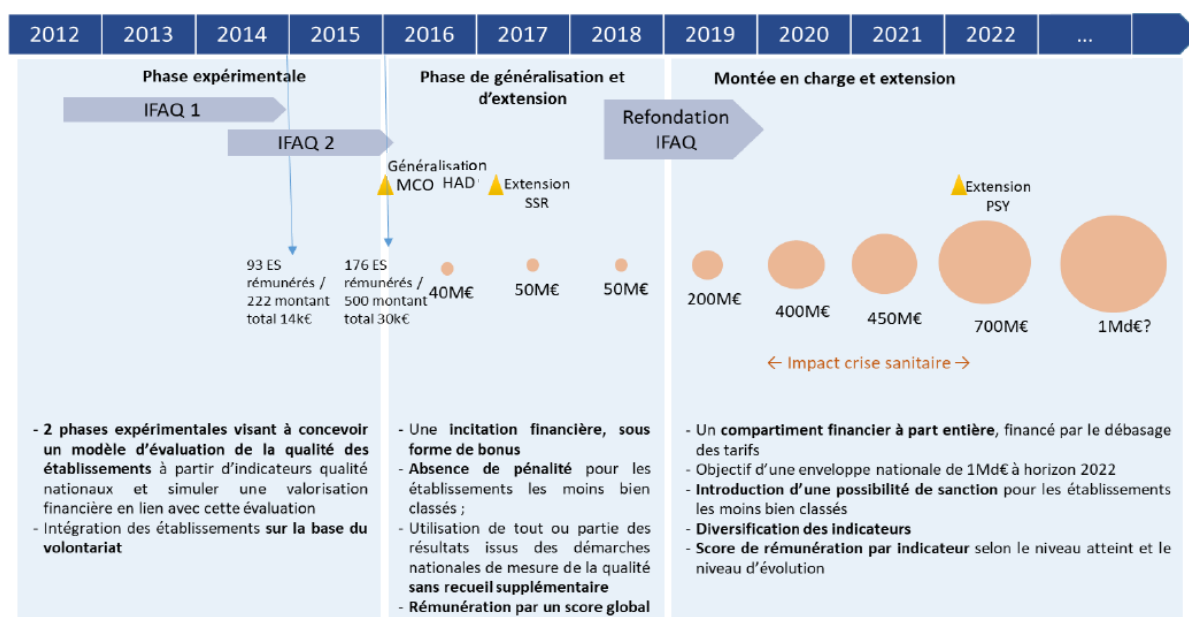 2012 2013 2014 2015 2016 2017 2018 2019 2020 2021 2022 ...
Phase expérimentale
IFAQ 1
IFAQ 2
93 ES
rémunérés /
222 montant
total 14k€
176 ES
rémunérés /
500 montant
total 30k€
- 2 phases expérimentales visant à concevoir
un modèle d'évaluation de la qualité des
établissements à partir d'indicateurs qualité
nationaux et simuler une valorisation
financière en lien avec cette évaluation
- Intégration des établissements sur la base du
volontariat
Phase de généralisation et
d'extension
Généralisation
MCO HAD
Extension
SSR
40M€ 50M€ 50M€
- Une incitation financière, sous
forme de bonus
- Absence de pénalité pour les
établissements les moins bien
classés ;
- Utilisation de tout ou partie des
résultats issus des démarches
nationales de mesure de la qualité
sans recueil supplémentaire
- Rémunération par un score global
Montée en charge et extension
Refondation
IFAQ
Extension
PSY
200M€ 400M€ 450M€ 700M€ 1Md€?
← Impact crise sanitaire →
- Un compartiment financier à part entière, financé par le débasage
des tarifs
- Objectif d'une enveloppe nationale de 1Md€ à horizon 2022
- Introduction d'une possibilité de sanction pour les établissements
les moins bien classés
- Diversification des indicateurs
- Score de rémunération par indicateur selon le niveau atteint et le
niveau d'évolution